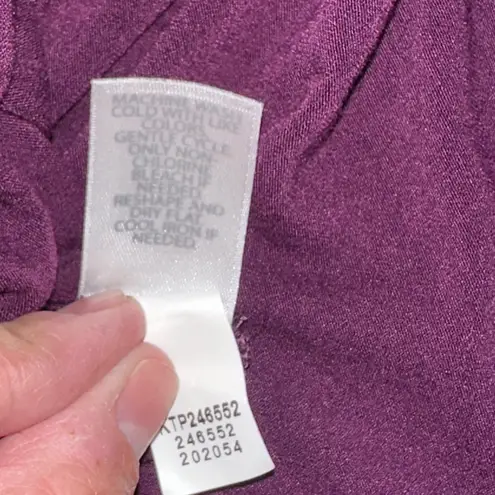 MACHINE WASH
COLD WITH LIKE
COLORS.
GENTLE CYCLE.
ONLY NON-
CHLORINE
BLEACH IF
NEEDED.
RESHAPE AND
DRY FLAT.
COOL IRON IF
NEEDED.
KTP246552
246552
202054